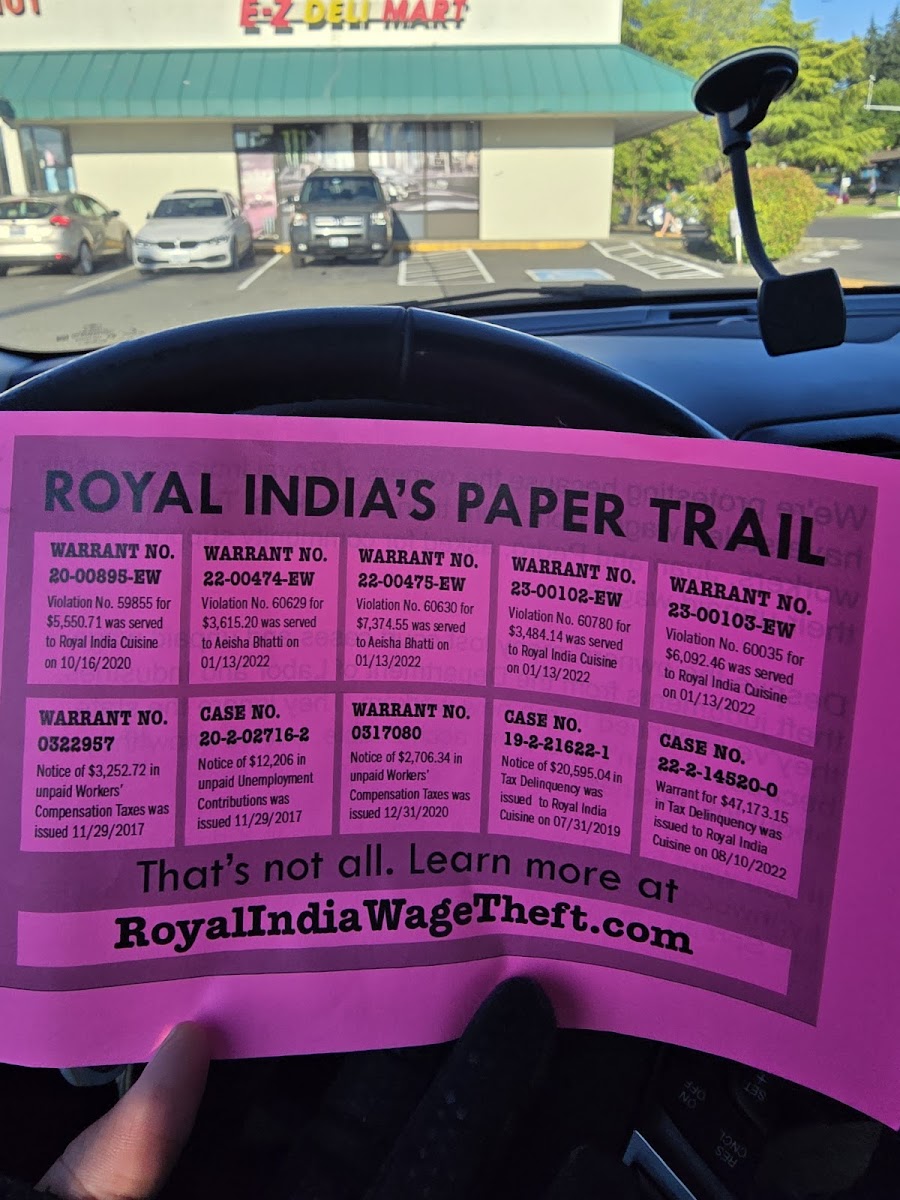 E-Z DELI MART
ROYAL INDIA'S PAPER TRAIL
WARRANT NO.
20-00895-EW
Violation No. 59855 for
$5,550.71 was served
to Royal India Cuisine
on 10/16/2020
WARRANT NO.
22-00474-EW
Violation No. 60629 for
$3,615.20 was served
to Aeisha Bhatti on
01/13/2022
WARRANT NO.
22-00475-EW
Violation No. 60630 for
$7,374.55 was served
to Aeisha Bhatti on
01/13/2022
WARRANT NO.
23-00102-EW
Violation No. 60780 for
$3,484.14 was served
to Royal India Cuisine
on 01/13/2022
WARRANT NO.
23-00103-EW
Violation No. 60035 for
$6,092.46 was served
to Royal India Cuisine
on 01/13/2022
WARRANT NO.
0322957
Notice of $3,252.72 in
unpaid Workers'
Compensation Taxes was
issued 11/29/2017
CASE NO.
20-2-02716-2
Notice of $12,206 in
unpaid Unemployment
Contributions was
issued 11/29/2017
WARRANT NO.
0317080
Notice of $2,706.34 in
unpaid Workers'
Compensation Taxes was
issued 12/31/2020
CASE NO.
19-2-21622-1
Notice of $20,595.04 in
Tax Delinquency was
issued to Royal India
Cuisine on 07/31/2019
CASE NO.
22-2-14520-0
Warrant for $47,173.15
in Tax Delinquency was
issued to Royal India
Cuisine on 08/10/2022
That's not all. Learn more at
RoyalIndiaWageTheft.com
ON
OFF
SET
RES
CNCL